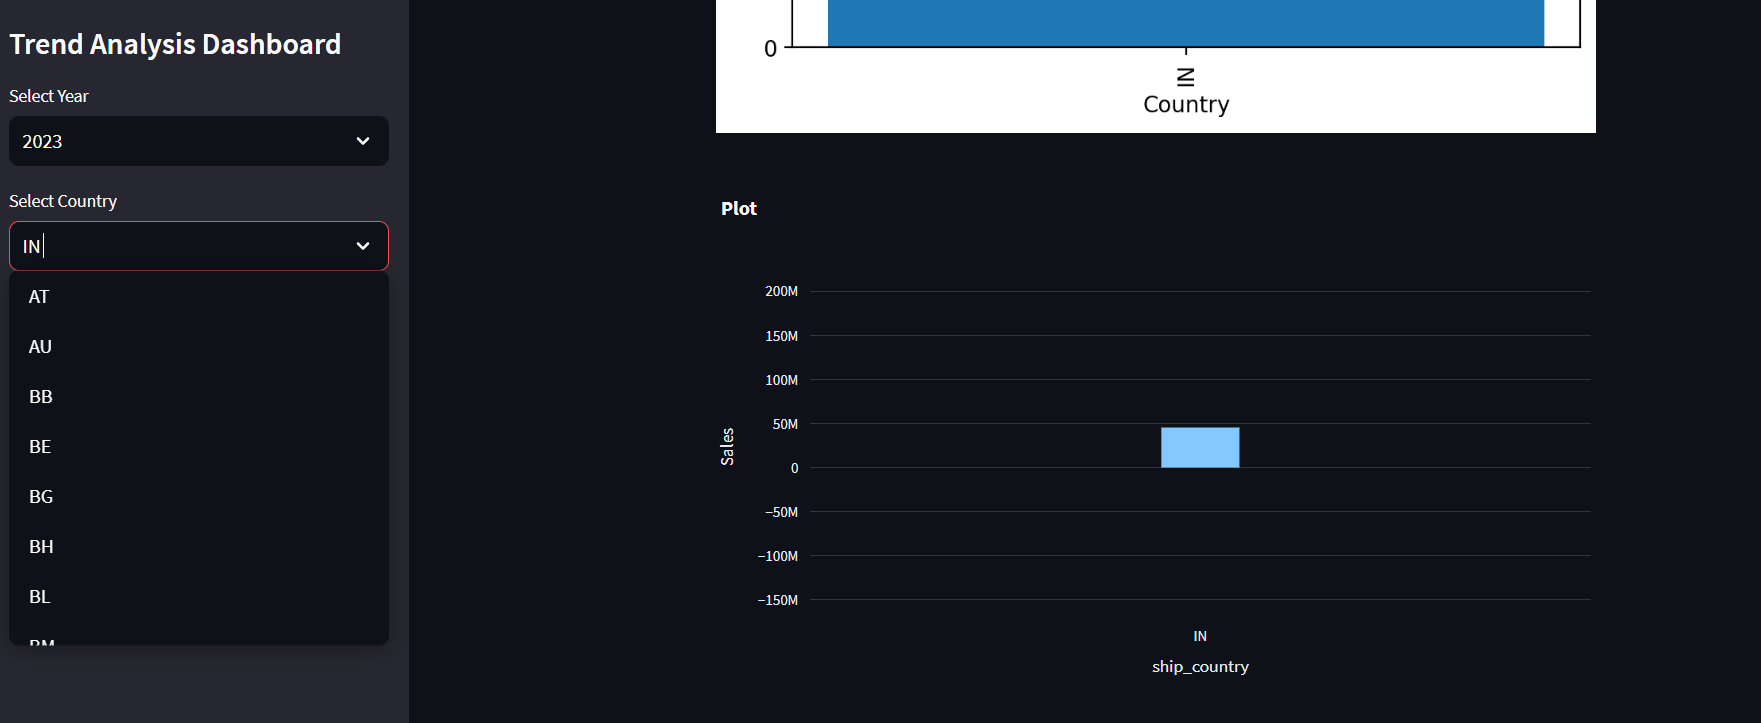 Trend Analysis Dashboard
Select Year
2023
Select Country
IN
AT
AU
BB
BE
BG
BH
BL
BM
0
IN
Country
Plot
200M
150M
100M
50M
0
−50M
−100M
−150M
Sales
IN
ship_country